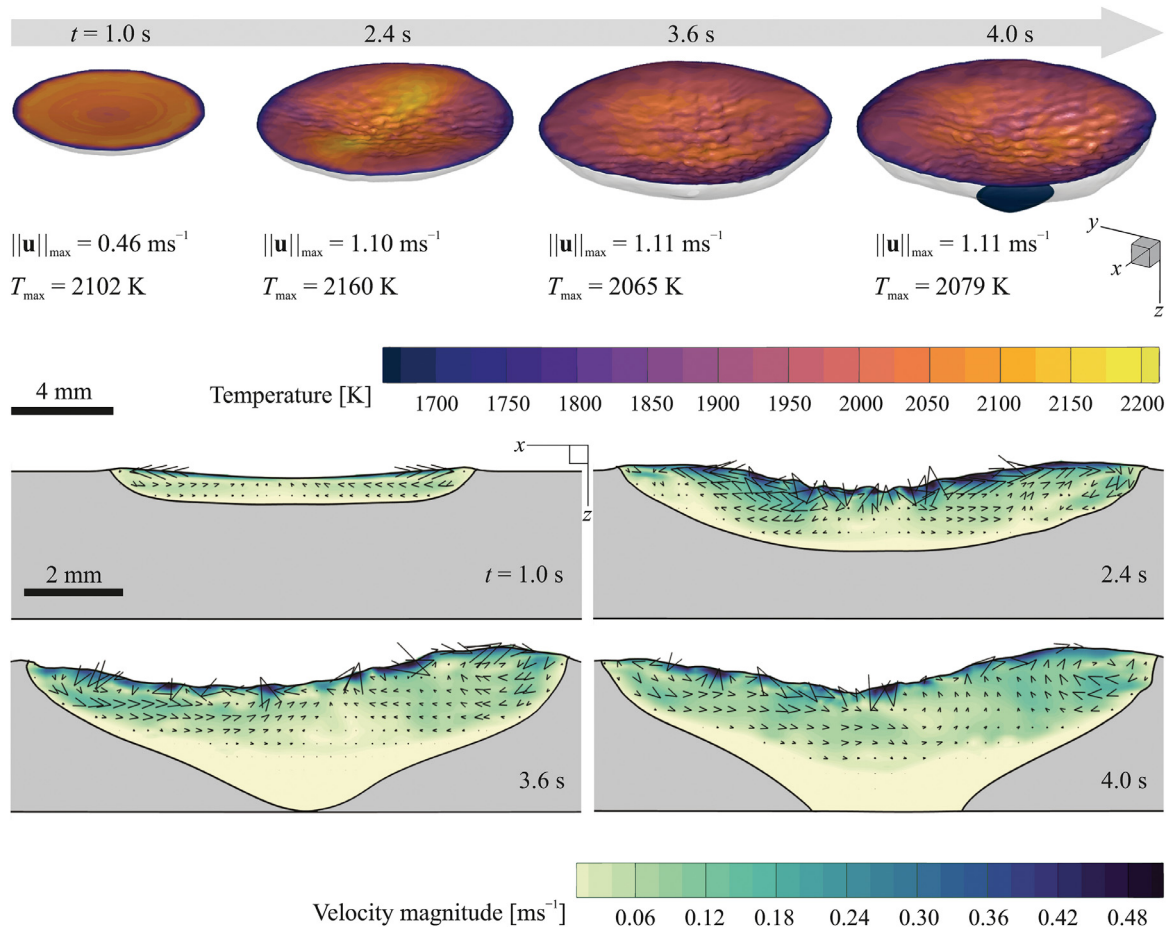 t = 1.0 s 2.4 s 3.6 s 4.0 s
||u||max = 0.46 ms⁻¹ ||u||max = 1.10 ms⁻¹ ||u||max = 1.11 ms⁻¹ ||u||max = 1.11 ms⁻¹
Tmax = 2102 K Tmax = 2160 K Tmax = 2065 K Tmax = 2079 K
y
x
z
4 mm
Temperature [K] 1700 1750 1800 1850 1900 1950 2000 2050 2100 2150 2200
x
z
2 mm t = 1.0 s 2.4 s
3.6 s 4.0 s
Velocity magnitude [ms⁻¹] 0.06 0.12 0.18 0.24 0.30 0.36 0.42 0.48